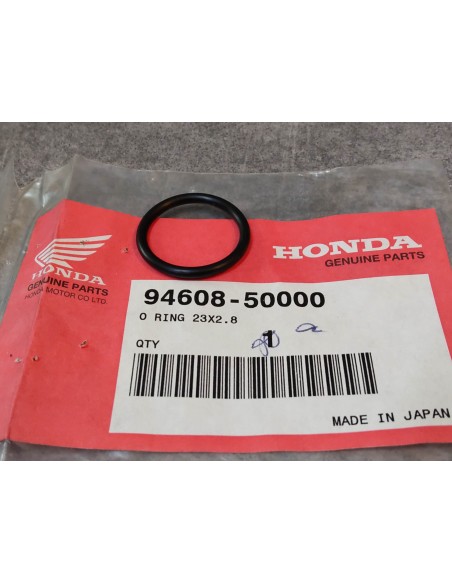 HONDA
GENUINE PARTS
HONDA MOTOR CO LTD.
HONDA
GENUINE PARTS
94608-50000
O RING 23X2.8
QTY 1
MADE IN JAPAN